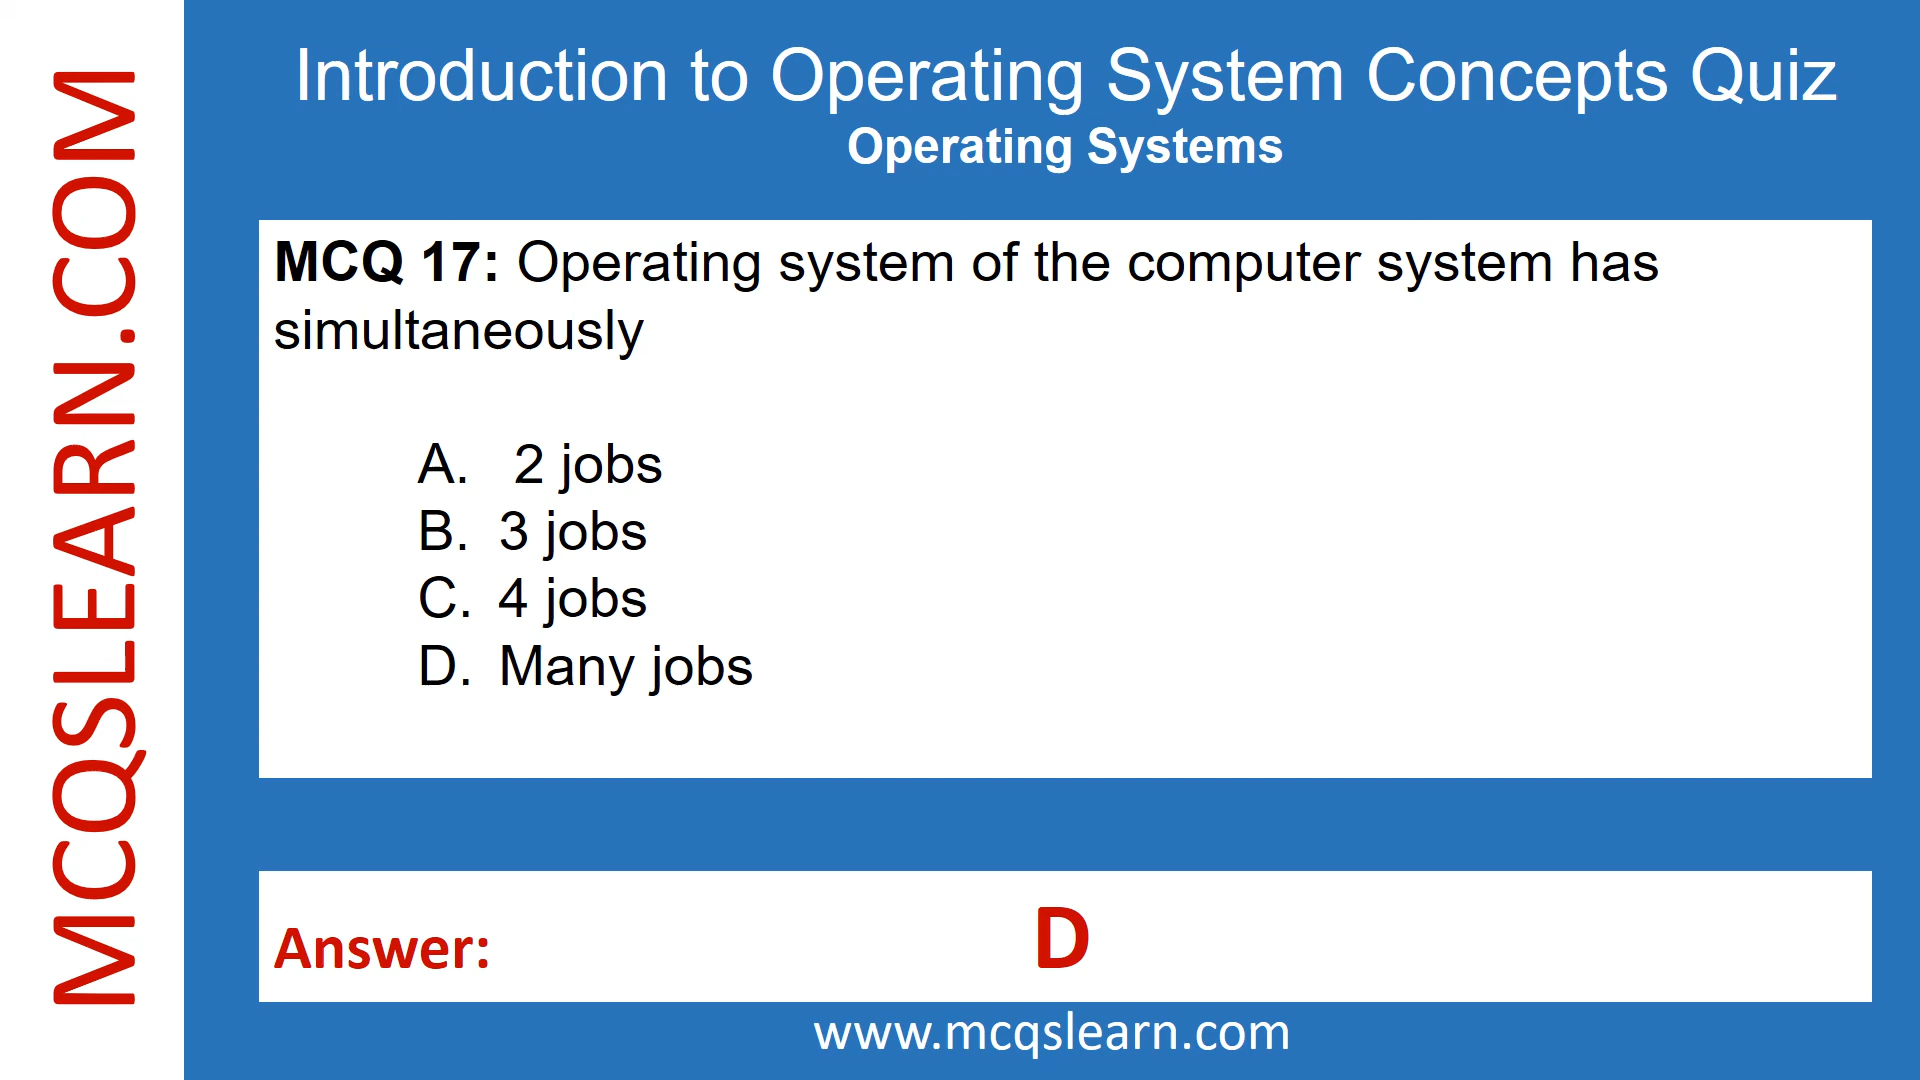 MCQSLEARN.COM
Introduction to Operating System Concepts Quiz
Operating Systems
MCQ 17: Operating system of the computer system has
simultaneously
A. 2 jobs
B. 3 jobs
C. 4 jobs
D. Many jobs
Answer: D
www.mcqslearn.com